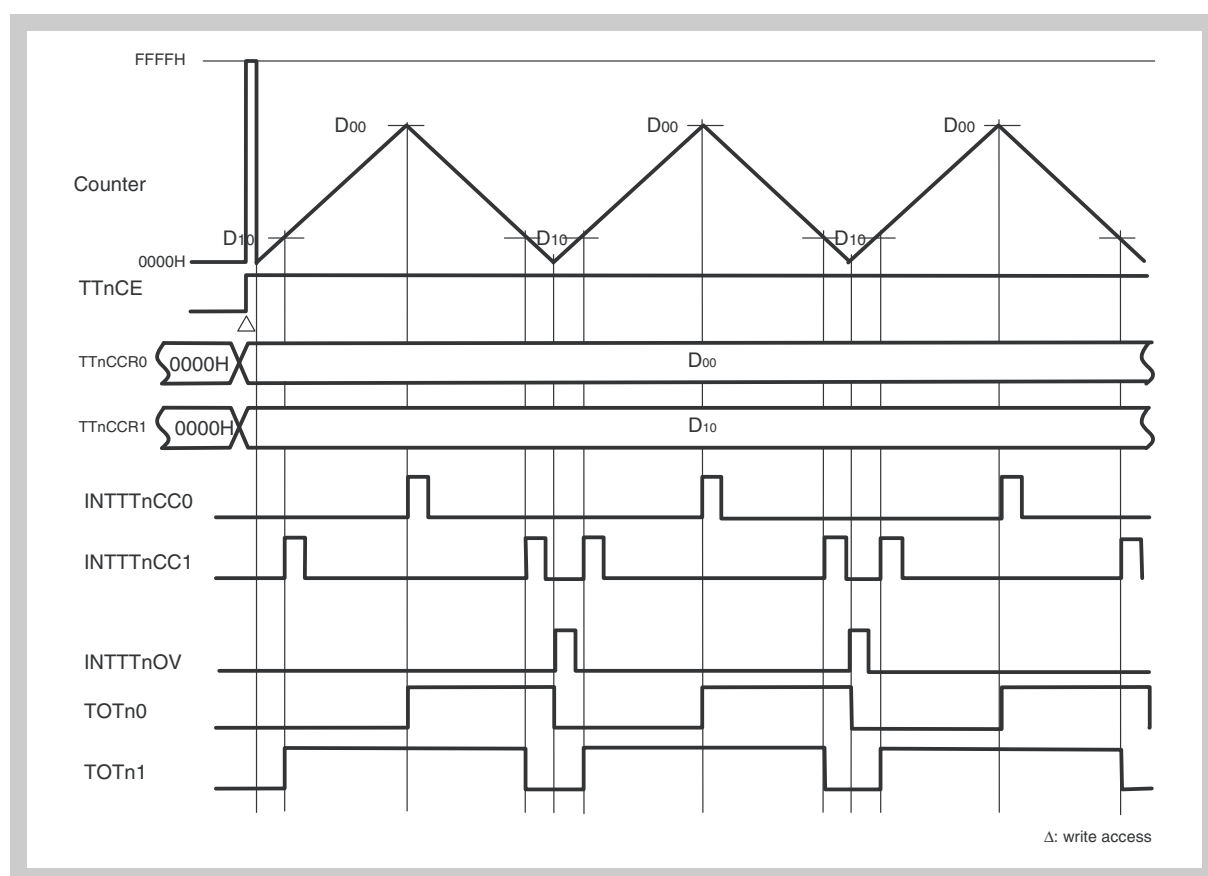 FFFFH
D00 D00 D00
Counter
D10 D10 D10
0000H
TTnCE
TTnCCR0 0000H D00
TTnCCR1 0000H D10
INTTTnCC0
INTTTnCC1
INTTTnOV
TOTn0
TOTn1
Δ: write access